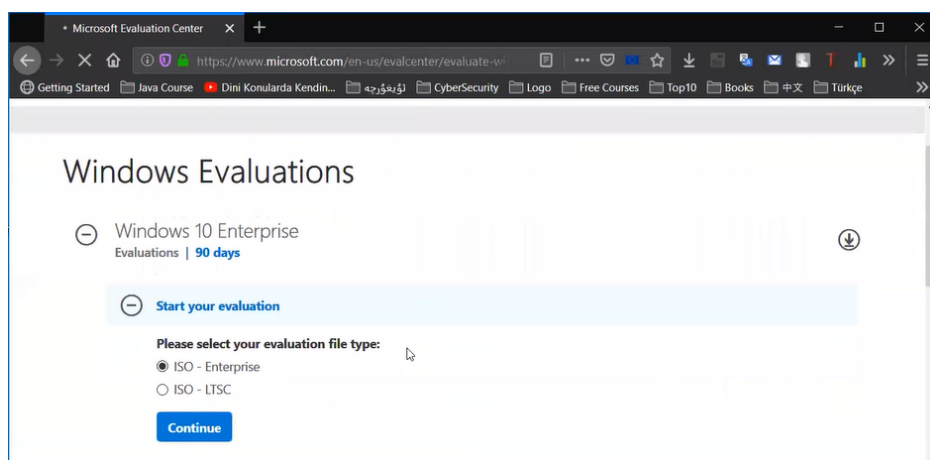 • Microsoft Evaluation Center
https://www.microsoft.com/en-us/evalcenter/evaluate-wi
Getting Started Java Course Dini Konularda Kendin... ئۇيغۇرچە CyberSecurity Logo Free Courses Top10 Books 中文 Türkçe
Windows Evaluations
Windows 10 Enterprise
Evaluations | 90 days
Start your evaluation
Please select your evaluation file type:
ISO - Enterprise
ISO - LTSC
Continue